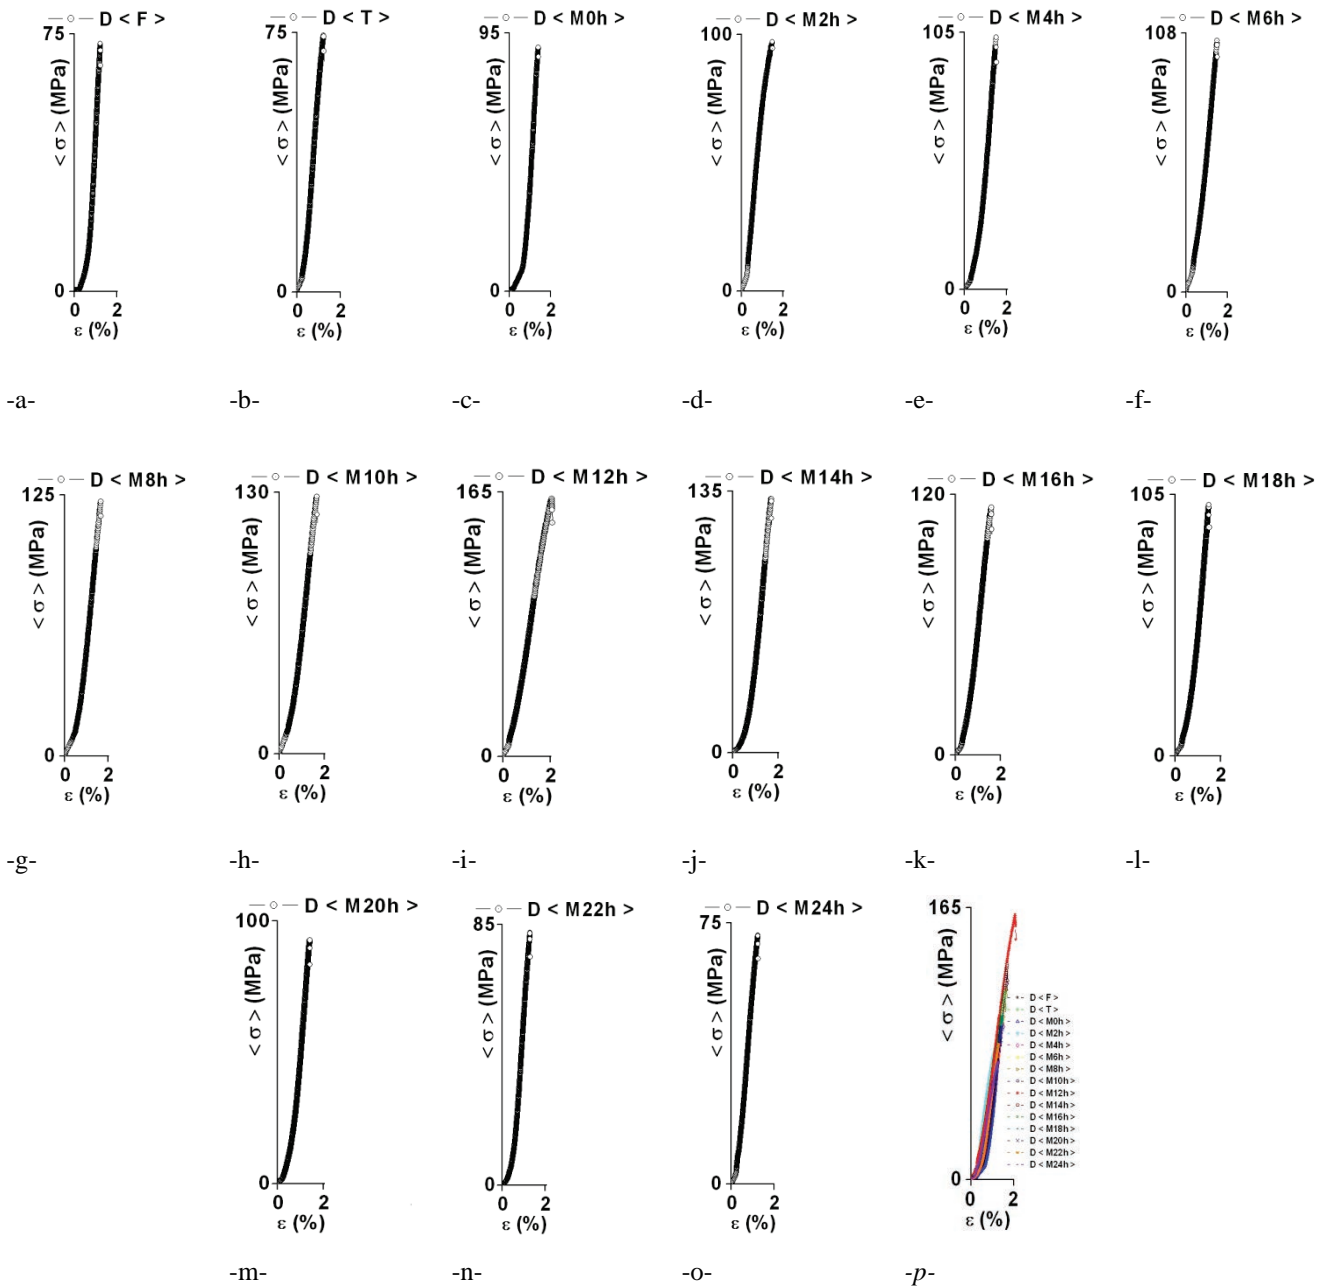 D < F >
75
< σ > (MPa)
0
0 2
ε (%)
-a-
D < T >
75
< σ > (MPa)
0
0 2
ε (%)
-b-
D < M0h >
95
< σ > (MPa)
0
0 2
ε (%)
-c-
D < M2h >
100
< σ > (MPa)
0
0 2
ε (%)
-d-
D < M4h >
105
< σ > (MPa)
0
0 2
ε (%)
-e-
D < M6h >
108
< σ > (MPa)
0
0 2
ε (%)
-f-
D < M8h >
125
< σ > (MPa)
0
0 2
ε (%)
-g-
D < M10h >
130
< σ > (MPa)
0
0 2
ε (%)
-h-
D < M12h >
165
< σ > (MPa)
0
0 2
ε (%)
-i-
D < M14h >
135
< σ > (MPa)
0
0 2
ε (%)
-j-
D < M16h >
120
< σ > (MPa)
0
0 2
ε (%)
-k-
D < M18h >
105
< σ > (MPa)
0
0 2
ε (%)
-l-
D < M20h >
100
< σ > (MPa)
0
0 2
ε (%)
-m-
D < M22h >
85
< σ > (MPa)
0
0 2
ε (%)
-n-
D < M24h >
75
< σ > (MPa)
0
0 2
ε (%)
-o-
165
< σ > (MPa)
D < F >
D < T >
D < M0h >
D < M2h >
D < M4h >
D < M6h >
D < M8h >
D < M10h >
D < M12h >
D < M14h >
D < M16h >
D < M18h >
D < M20h >
D < M22h >
D < M24h >
0
0 2
ε (%)
-p-